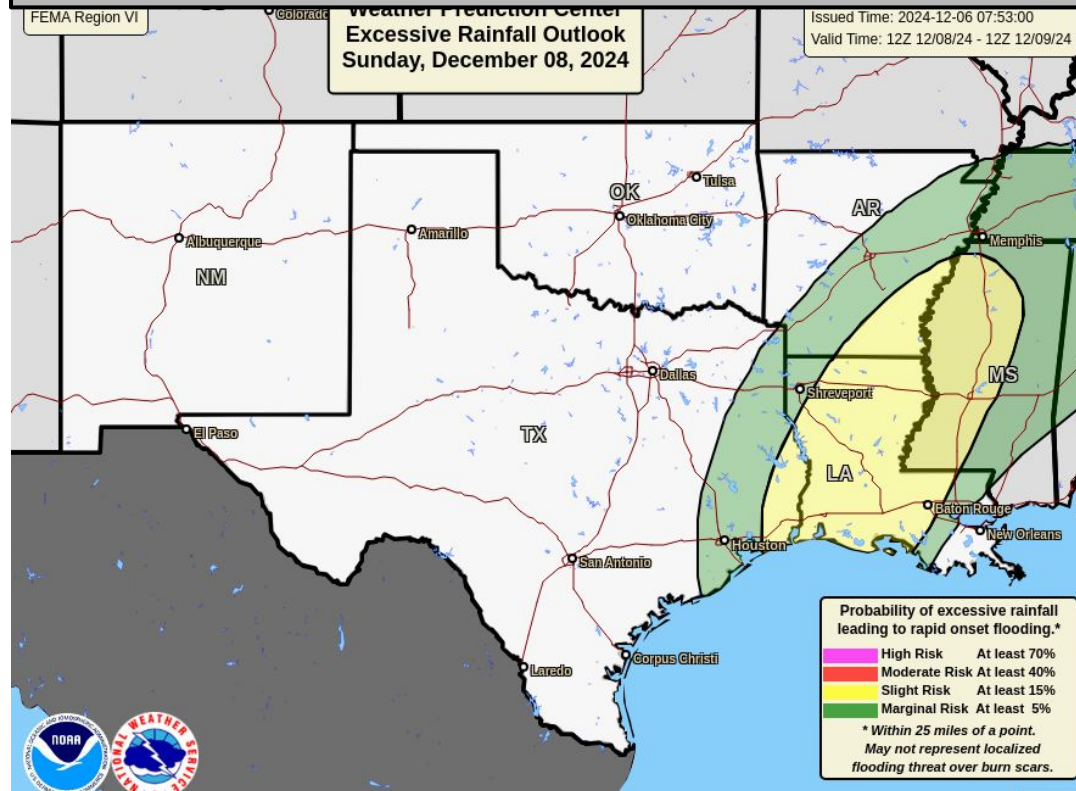 FEMA Region VI
Weather Prediction Center
Excessive Rainfall Outlook
Sunday, December 08, 2024
Issued Time: 2024-12-06 07:53:00
Valid Time: 12Z 12/08/24 - 12Z 12/09/24
Colorado
Tulsa
OK
Oklahoma City
AR
Albuquerque
Amarillo
Memphis
NM
Dallas
MS
Shreveport
El Paso
TX
LA
Baton Rouge
New Orleans
Houston
San Antonio
Corpus Christi
Laredo
Probability of excessive rainfall
leading to rapid onset flooding.*
High Risk At least 70%
Moderate Risk At least 40%
Slight Risk At least 15%
Marginal Risk At least 5%
* Within 25 miles of a point.
May not represent localized
flooding threat over burn scars.
NOAA
NATIONAL WEATHER SERVICE